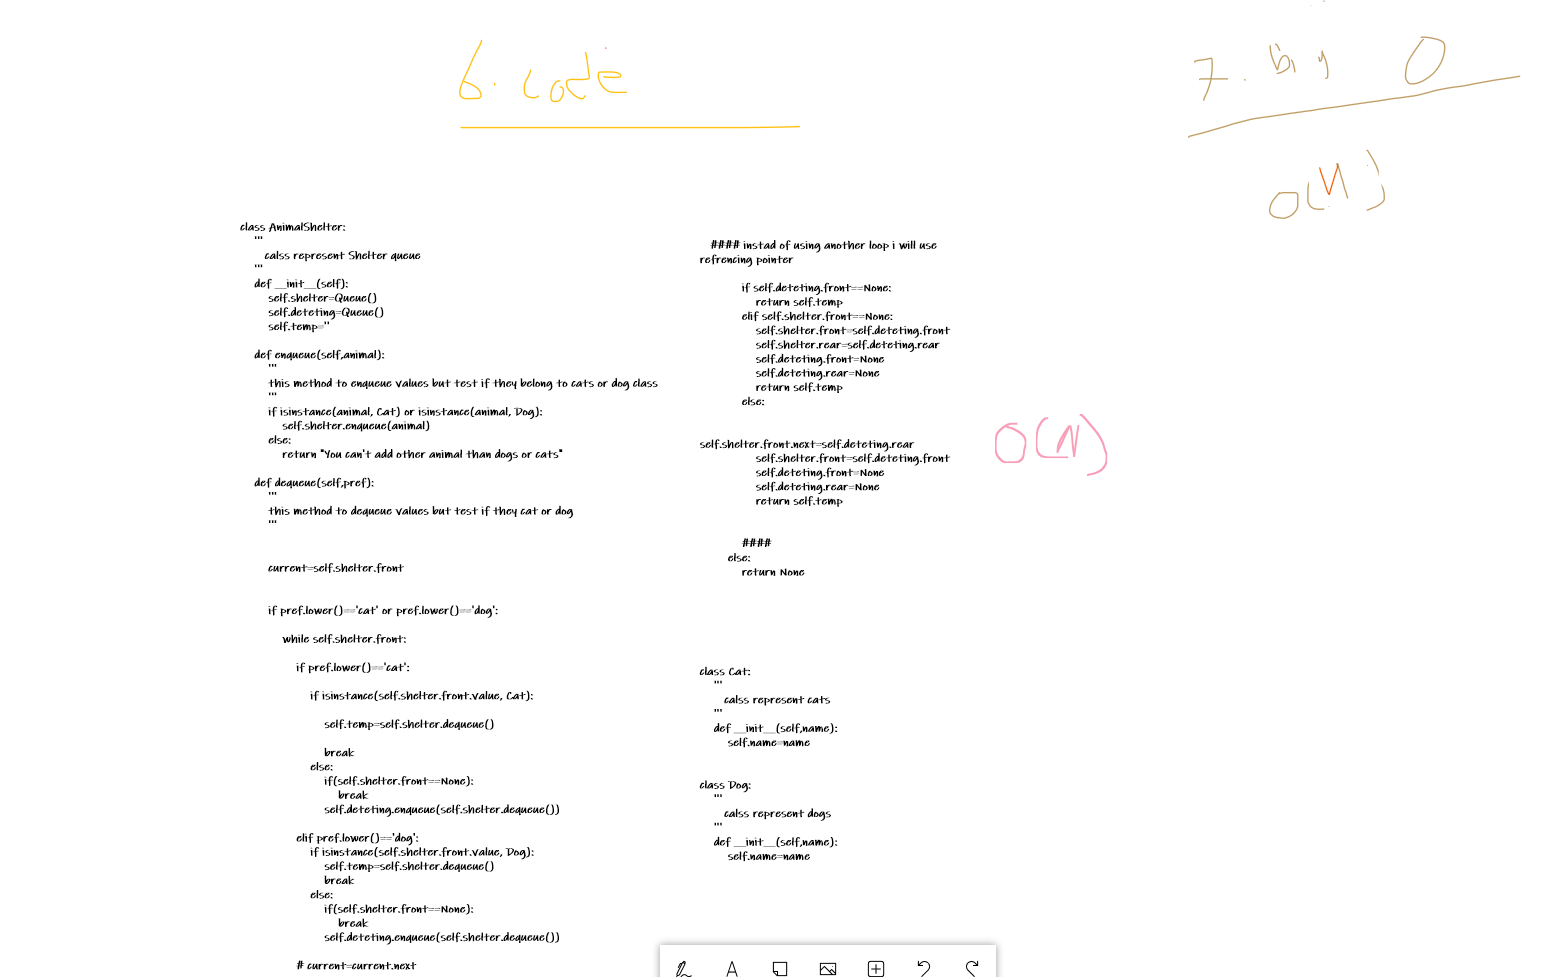 6. code
7. big O
O(N)
class AnimalShelter:
'''
calss represent Shelter queue
'''
def __init__(self):
self.shelter=Queue()
self.deteting=Queue()
self.temp=''
def enqueue(self,animal):
'''
this method to enqueue values but test if they belong to cats or dog class
'''
if isinstance(animal, Cat) or isinstance(animal, Dog):
self.shelter.enqueue(animal)
else:
return "You can't add other animal than dogs or cats"
def dequeue(self,pref):
'''
this method to dequeue values but test if they cat or dog
'''
current=self.shelter.front
if pref.lower()=='cat' or pref.lower()=='dog':
while self.shelter.front:
if pref.lower()=='cat':
if isinstance(self.shelter.front.value, Cat):
self.temp=self.shelter.dequeue()
break
else:
if(self.shelter.front==None):
break
self.deteting.enqueue(self.shelter.dequeue())
elif pref.lower()=='dog':
if isinstance(self.shelter.front.value, Dog):
self.temp=self.shelter.dequeue()
break
else:
if(self.shelter.front==None):
break
self.deteting.enqueue(self.shelter.dequeue())
# current=current.next
#### instad of using another loop i will use
refrencing pointer
if self.deteting.front==None:
return self.temp
elif self.shelter.front==None:
self.shelter.front=self.deteting.front
self.shelter.rear=self.deteting.rear
self.deteting.front=None
self.deteting.rear=None
return self.temp
else:
self.shelter.front.next=self.deteting.rear
self.shelter.front=self.deteting.front
self.deteting.front=None
self.deteting.rear=None
return self.temp
####
else:
return None
O(N)
class Cat:
'''
calss represent cats
'''
def __init__(self,name):
self.name=name
class Dog:
'''
calss represent dogs
'''
def __init__(self,name):
self.name=name
A